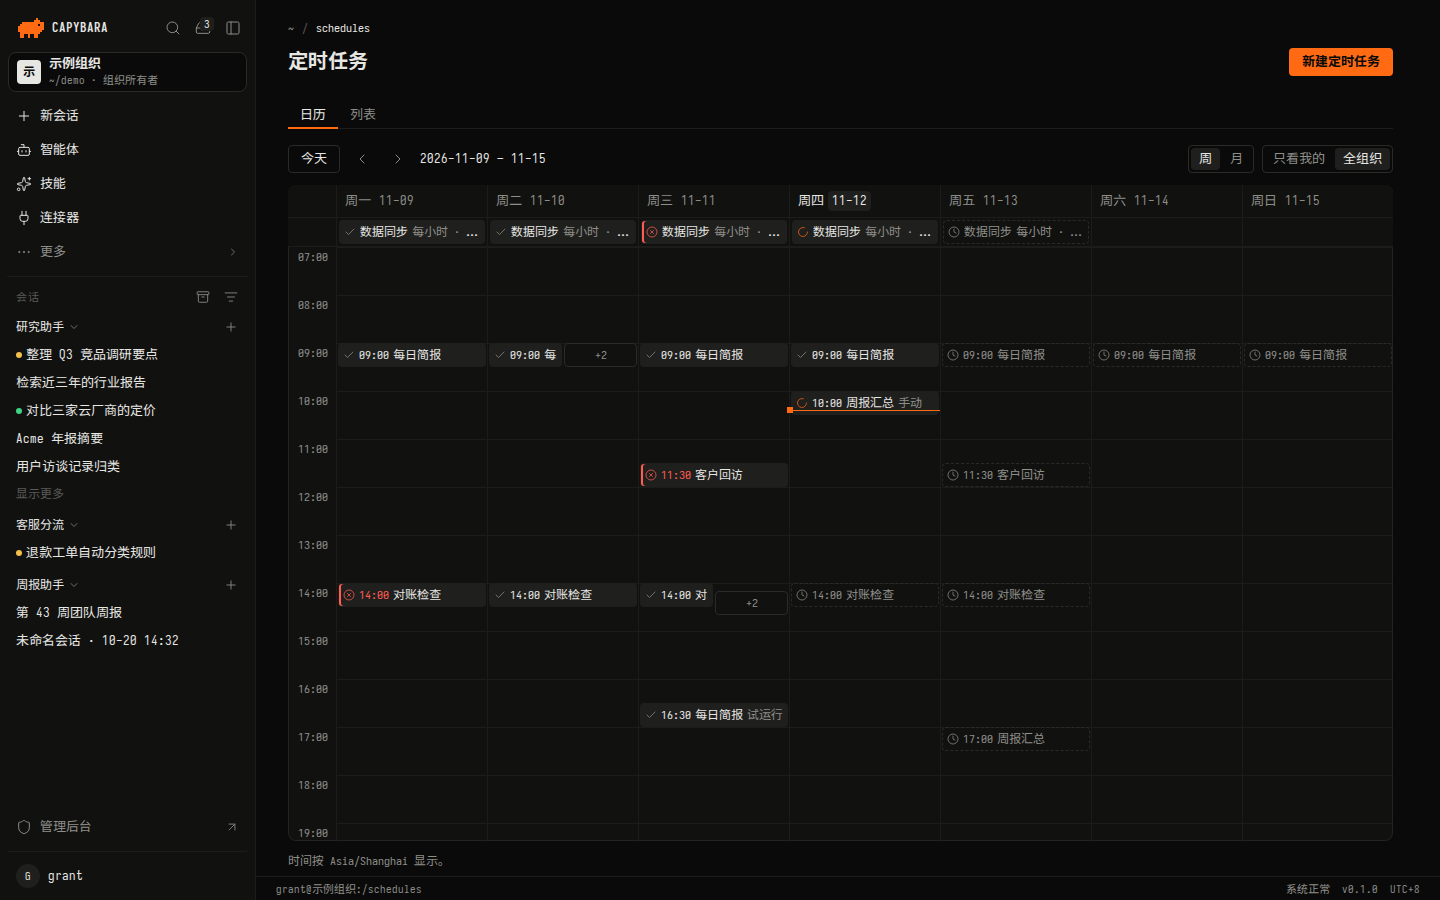 CAPYBARA
3
示
示例组织
~/demo · 组织所有者
新会话
智能体
技能
连接器
更多
会话
研究助手
整理 Q3 竞品调研要点
检索近三年的行业报告
对比三家云厂商的定价
Acme 年报摘要
用户访谈记录归类
显示更多
客服分流
退款工单自动分类规则
周报助手
第 43 周团队周报
未命名会话 · 10-20 14:32
管理后台
G grant
~ / schedules
定时任务
新建定时任务
日历 列表
今天 2026-11-09 – 11-15 周 月 只看我的 全组织
周一 11-09 周二 11-10 周三 11-11 周四 11-12 周五 11-13 周六 11-14 周日 11-15
数据同步 每小时 · … 数据同步 每小时 · … 数据同步 每小时 · … 数据同步 每小时 · … 数据同步 每小时 · …
07:00
08:00
09:00 09:00 每日简报 09:00 每 +2 09:00 每日简报 09:00 每日简报 09:00 每日简报 09:00 每日简报 09:00 每日简报
10:00 10:00 周报汇总 手动
11:00
11:30 客户回访 11:30 客户回访
12:00
13:00
14:00 14:00 对账检查 14:00 对账检查 14:00 对 +2 14:00 对账检查 14:00 对账检查
15:00
16:00
16:30 每日简报 试运行
17:00 17:00 周报汇总
18:00
19:00
时间按 Asia/Shanghai 显示。
grant@示例组织:/schedules 系统正常 v0.1.0 UTC+8